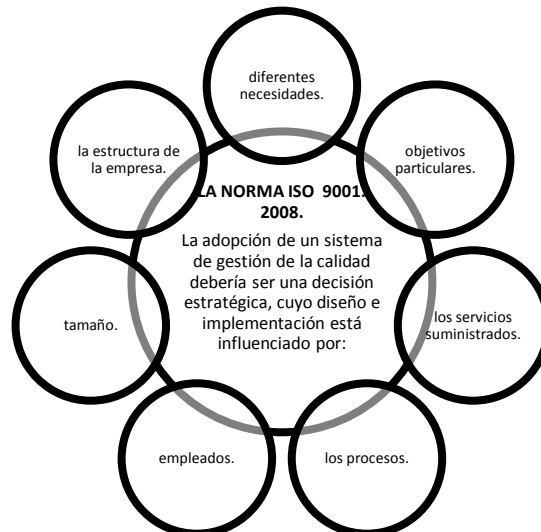 LA NORMA ISO 9001:
2008.
La adopción de un sistema
de gestión de la calidad
debería ser una decisión
estratégica, cuyo diseño e
implementación está
influenciado por:
diferentes
necesidades.
objetivos
particulares.
los servicios
suministrados.
los procesos.
empleados.
tamaño.
la estructura de
la empresa.